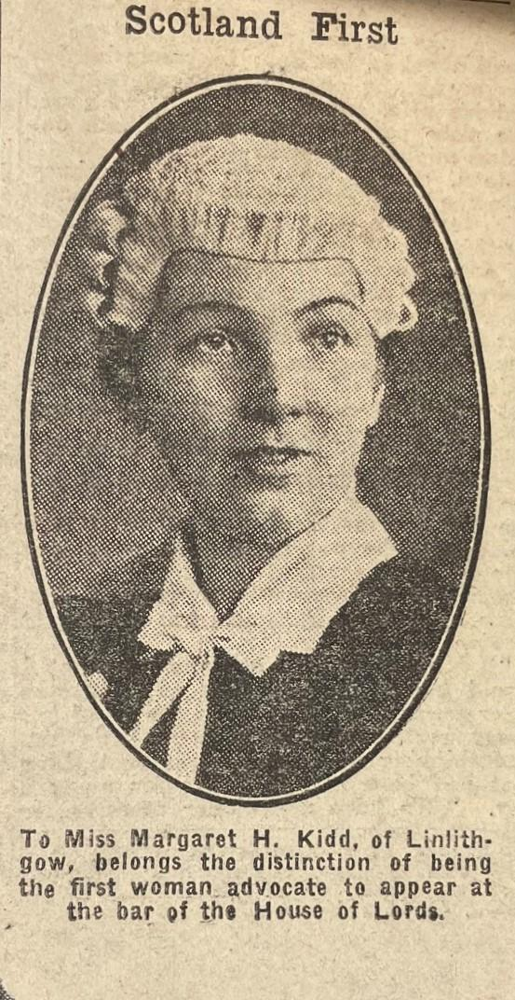 Scotland First
To Miss Margaret H. Kidd, of Linlith-
gow, belongs the distinction of being
the first woman advocate to appear at
the bar of the House of Lords.